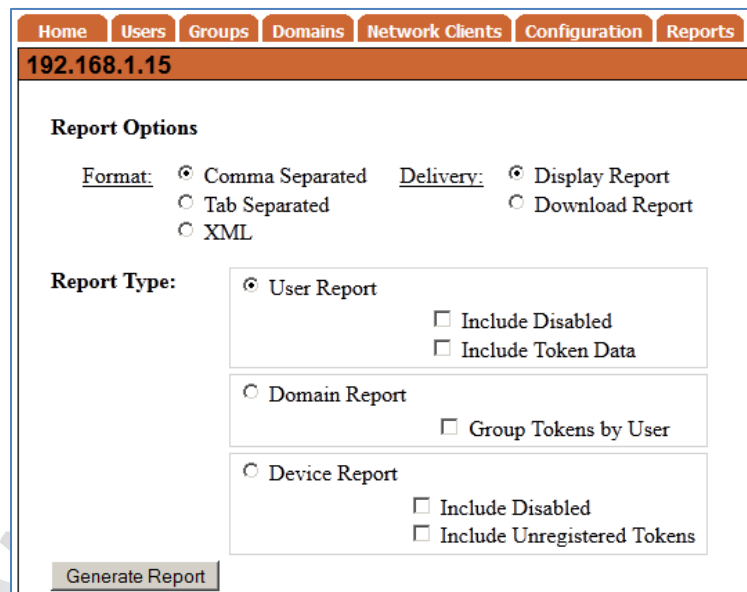 Home Users Groups Domains Network Clients Configuration Reports
192.168.1.15
Report Options
Format: Comma Separated Delivery: Display Report
Tab Separated Download Report
XML
Report Type: User Report
Include Disabled
Include Token Data
Domain Report
Group Tokens by User
Device Report
Include Disabled
Include Unregistered Tokens
Generate Report